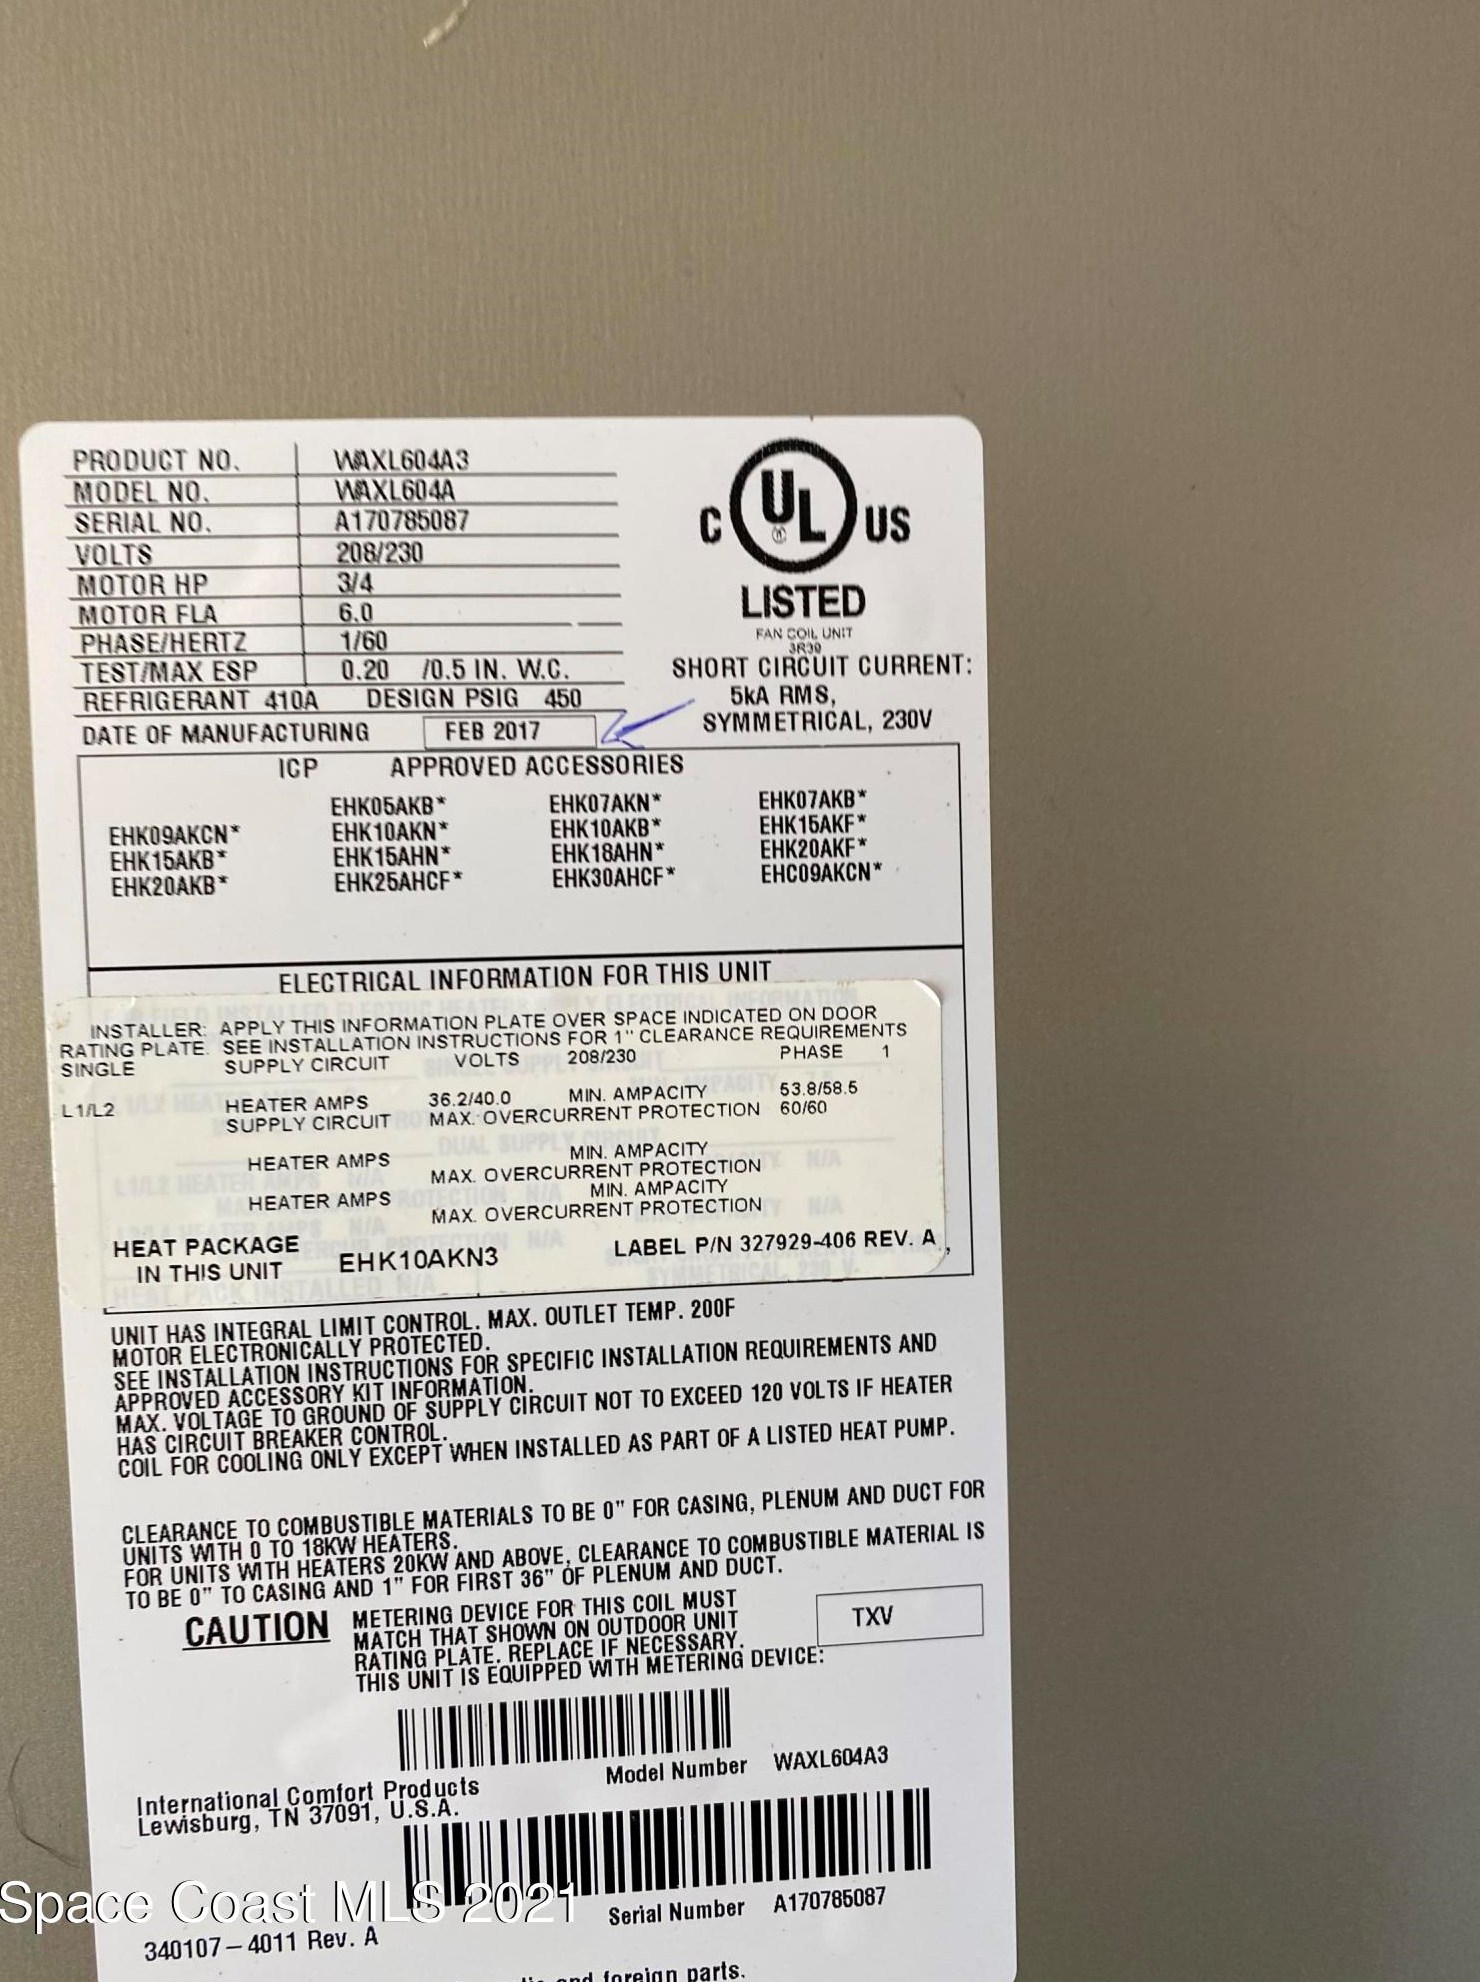 PRODUCT NO. WAXL604A3
MODEL NO. WAXL604A
SERIAL NO. A170785087
VOLTS 208/230
MOTOR HP 3/4
MOTOR FLA 6.0
PHASE/HERTZ 1/60
TEST/MAX ESP 0.20 /0.5 IN. W.C.
REFRIGERANT 410A DESIGN PSIG 450
DATE OF MANUFACTURING FEB 2017
C UL US
LISTED
FAN COIL UNIT
3R39
SHORT CIRCUIT CURRENT:
5kA RMS,
SYMMETRICAL, 230V
ICP APPROVED ACCESSORIES
EHK05AKB* EHK07AKN* EHK07AKB*
EHK09AKCN* EHK10AKN* EHK10AKB* EHK15AKF*
EHK15AKB* EHK15AHN* EHK18AHN* EHK20AKF*
EHK20AKB* EHK25AHCF* EHK30AHCF* EHC09AKCN*
ELECTRICAL INFORMATION FOR THIS UNIT
INSTALLER: APPLY THIS INFORMATION PLATE OVER SPACE INDICATED ON DOOR
RATING PLATE. SEE INSTALLATION INSTRUCTIONS FOR 1" CLEARANCE REQUIREMENTS
SINGLE SUPPLY CIRCUIT VOLTS 208/230 PHASE 1
L1/L2 HEATER AMPS 36.2/40.0 MIN. AMPACITY 53.8/58.5
SUPPLY CIRCUIT MAX. OVERCURRENT PROTECTION 60/60
HEATER AMPS MIN. AMPACITY
MAX. OVERCURRENT PROTECTION
HEATER AMPS MIN. AMPACITY
MAX. OVERCURRENT PROTECTION
HEAT PACKAGE
IN THIS UNIT EHK10AKN3 LABEL P/N 327929-406 REV. A
UNIT HAS INTEGRAL LIMIT CONTROL. MAX. OUTLET TEMP. 200F
MOTOR ELECTRONICALLY PROTECTED.
SEE INSTALLATION INSTRUCTIONS FOR SPECIFIC INSTALLATION REQUIREMENTS AND
APPROVED ACCESSORY KIT INFORMATION.
MAX. VOLTAGE TO GROUND OF SUPPLY CIRCUIT NOT TO EXCEED 120 VOLTS IF HEATER
HAS CIRCUIT BREAKER CONTROL.
COIL FOR COOLING ONLY EXCEPT WHEN INSTALLED AS PART OF A LISTED HEAT PUMP.
CLEARANCE TO COMBUSTIBLE MATERIALS TO BE 0" FOR CASING, PLENUM AND DUCT FOR
UNITS WITH 0 TO 18KW HEATERS.
FOR UNITS WITH HEATERS 20KW AND ABOVE, CLEARANCE TO COMBUSTIBLE MATERIAL IS
TO BE 0" TO CASING AND 1" FOR FIRST 36" OF PLENUM AND DUCT.
CAUTION
METERING DEVICE FOR THIS COIL MUST
MATCH THAT SHOWN ON OUTDOOR UNIT
RATING PLATE. REPLACE IF NECESSARY.
THIS UNIT IS EQUIPPED WITH METERING DEVICE:
TXV
Model Number WAXL604A3
International Comfort Products
Lewisburg, TN 37091, U.S.A.
Serial Number A170785087
Space Coast MLS 2021
340107-4011 Rev. A
and foreign parts.